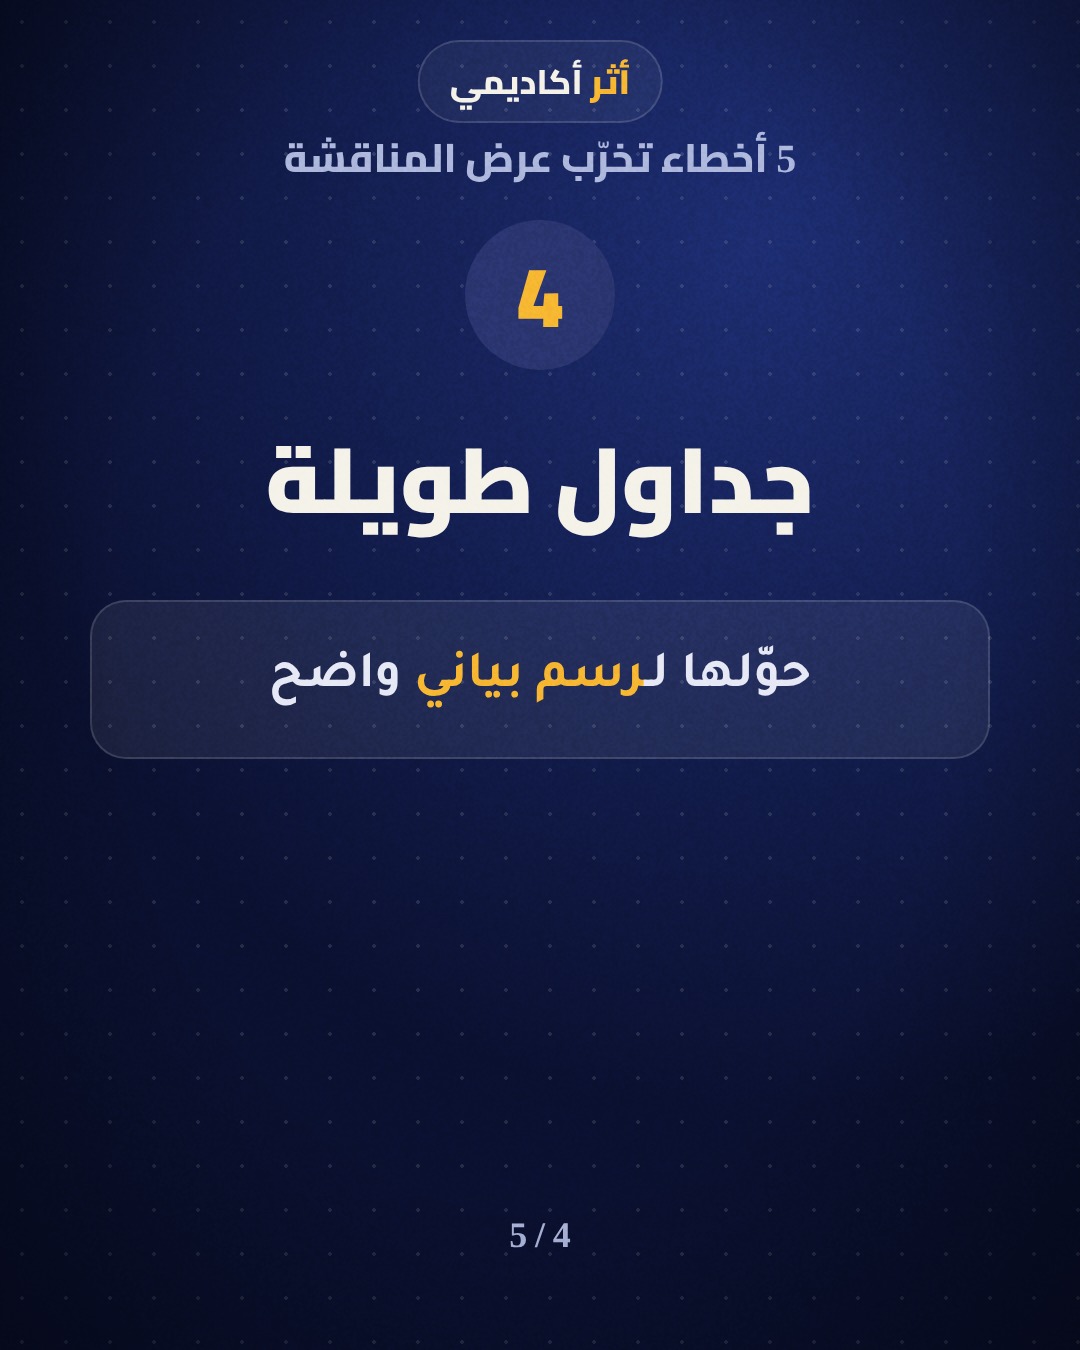 أثر أكاديمي
5 أخطاء تخرّب عرض المناقشة
4
جداول طويلة
حوّلها لرسم بياني واضح
5 / 4